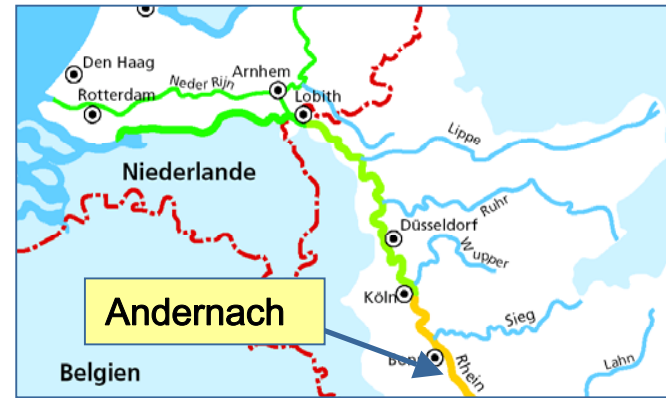 Den Haag
Neder Rijn
Arnhem
Rotterdam
Lobith
Lippe
Niederlande
Ruhr
Düsseldorf
Wupper
Köln
Andernach
Sieg
Rhein
Lahn
Belgien